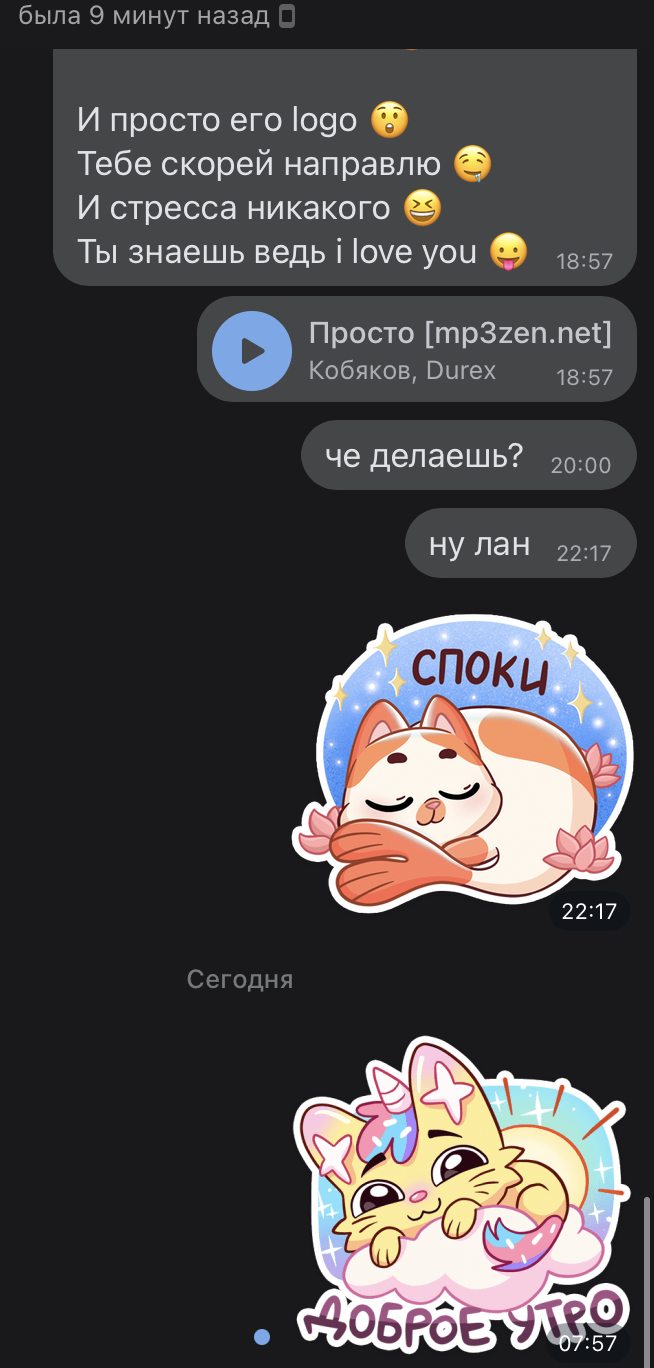 была 9 минут назад
И просто его logo 😲
Тебе скорей направлю 🤤
И стресса никакого 😆
Ты знаешь ведь i love you 😛 18:57
Просто [mp3zen.net]
Кобяков, Durex 18:57
че делаешь? 20:00
ну лан 22:17
СПОКИ
22:17
Сегодня
ДОБРОЕ УТРО
07:57